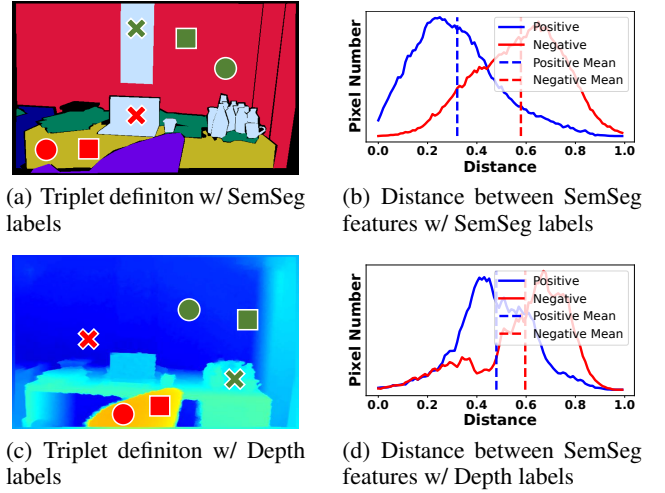 Pixel Number
Positive
Negative
Positive Mean
Negative Mean
0.0 0.2 0.4 0.6 0.8 1.0
Distance
(a) Triplet definiton w/ SemSeg
labels
(b) Distance between SemSeg
features w/ SemSeg labels
Pixel Number
Positive
Negative
Positive Mean
Negative Mean
0.0 0.2 0.4 0.6 0.8 1.0
Distance
(c) Triplet definiton w/ Depth
labels
(d) Distance between SemSeg
features w/ Depth labels